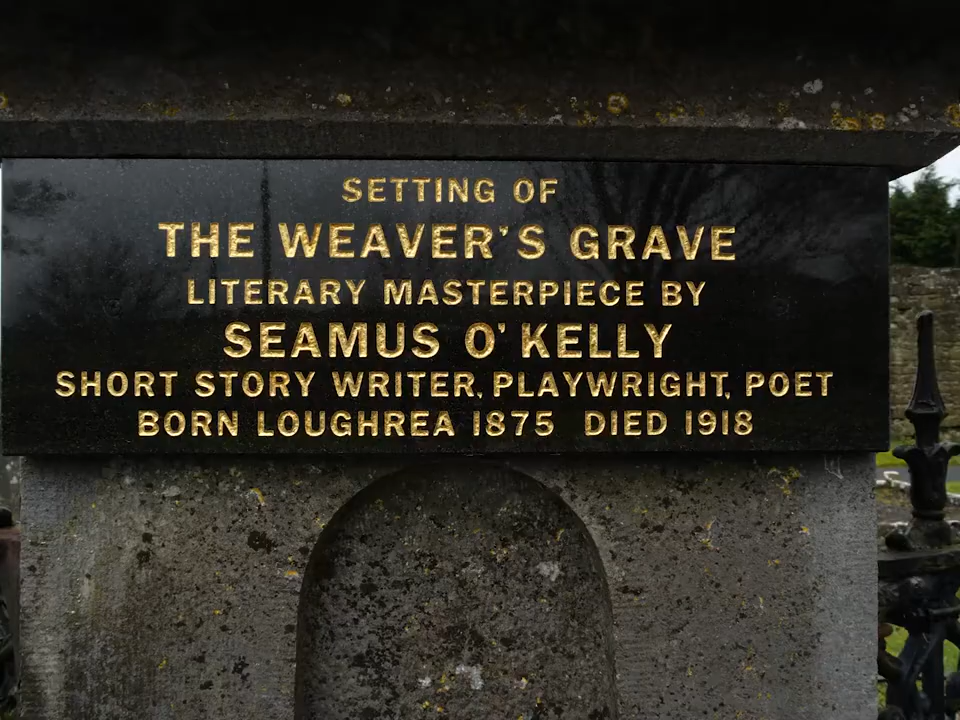 SETTING OF
THE WEAVER'S GRAVE
LITERARY MASTERPIECE BY
SEAMUS O'KELLY
SHORT STORY WRITER, PLAYWRIGHT, POET
BORN LOUGHREA 1875 DIED 1918